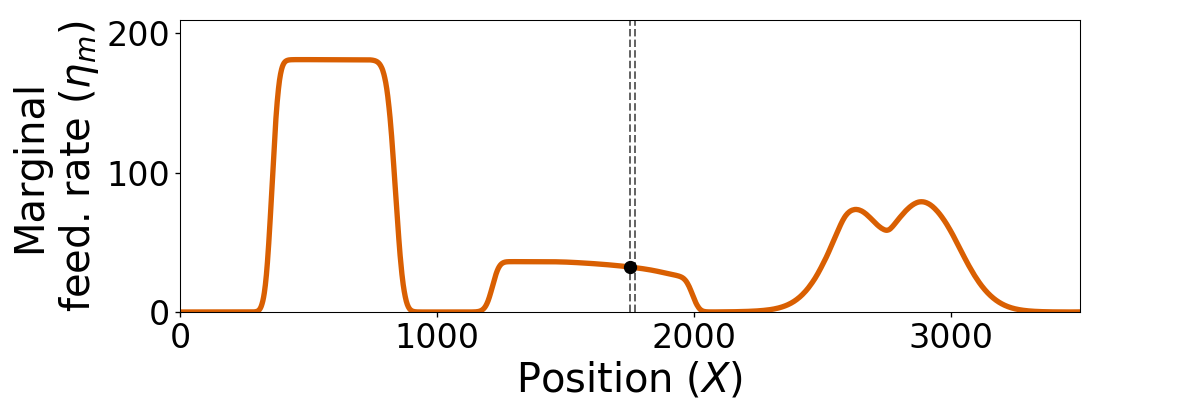 Marginal
feed. rate (ηₘ)
200
100
0
0 1000 2000 3000
Position (X)